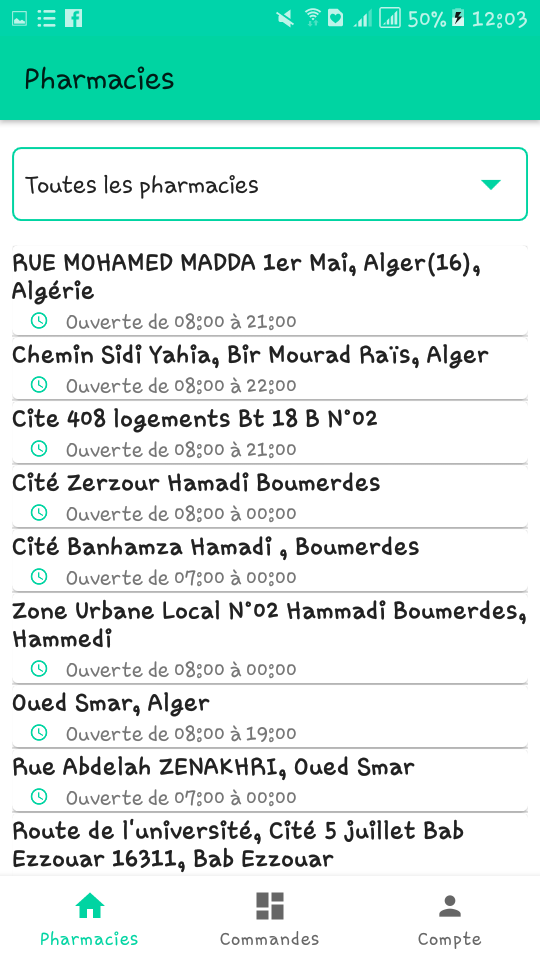 50% 12:03
Pharmacies
Toutes les pharmacies
RUE MOHAMED MADDA 1er Mai, Alger(16),
Algérie
Ouverte de 08:00 à 21:00
Chemin Sidi Yahia, Bir Mourad Raïs, Alger
Ouverte de 08:00 à 22:00
Cite 408 logements Bt 18 B N°02
Ouverte de 08:00 à 21:00
Cité Zerzour Hamadi Boumerdes
Ouverte de 08:00 à 00:00
Cité Banhamza Hamadi , Boumerdes
Ouverte de 07:00 à 00:00
Zone Urbane Local N°02 Hammadi Boumerdes,
Hammedi
Ouverte de 08:00 à 00:00
Oued Smar, Alger
Ouverte de 08:00 à 19:00
Rue Abdelah ZENAKHRI, Oued Smar
Ouverte de 07:00 à 00:00
Route de l'université, Cité 5 juillet Bab
Ezzouar 16311, Bab Ezzouar
Pharmacies Commandes Compte